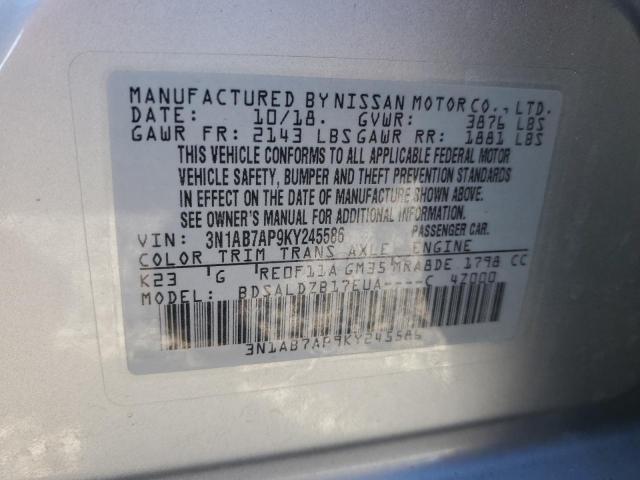 MANUFACTURED BY NISSAN MOTOR CO., LTD.
DATE: 10/18. GVWR: 3876 LBS
GAWR FR: 2143 LBS GAWR RR: 1881 LBS
THIS VEHICLE CONFORMS TO ALL APPLICABLE FEDERAL MOTOR
VEHICLE SAFETY, BUMPER AND THEFT PREVENTION STANDARDS
IN EFFECT ON THE DATE OF MANUFACTURE SHOWN ABOVE.
SEE OWNER'S MANUAL FOR ADDITIONAL INFORMATION.
VIN: 3N1AB7AP9KY245586 PASSENGER CAR.
COLOR TRIM TRANS AXLE ENGINE
K23 G RE0F11A GM35 MRA8DE 1798 CC
MODEL: BDSALDZB17EUA----C 4Z000
3N1AB7AP9KY245586